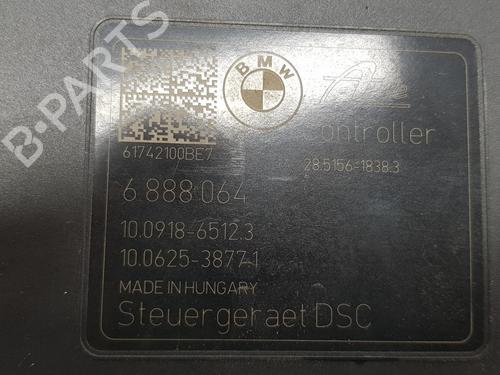 B-PARTS
BMW
Controller
61742100BE7
28.5156-1838.3
6 888 064
10.0918-6512.3
10.0625-3877.1
MADE IN HUNGARY
Steuergeraet DSC